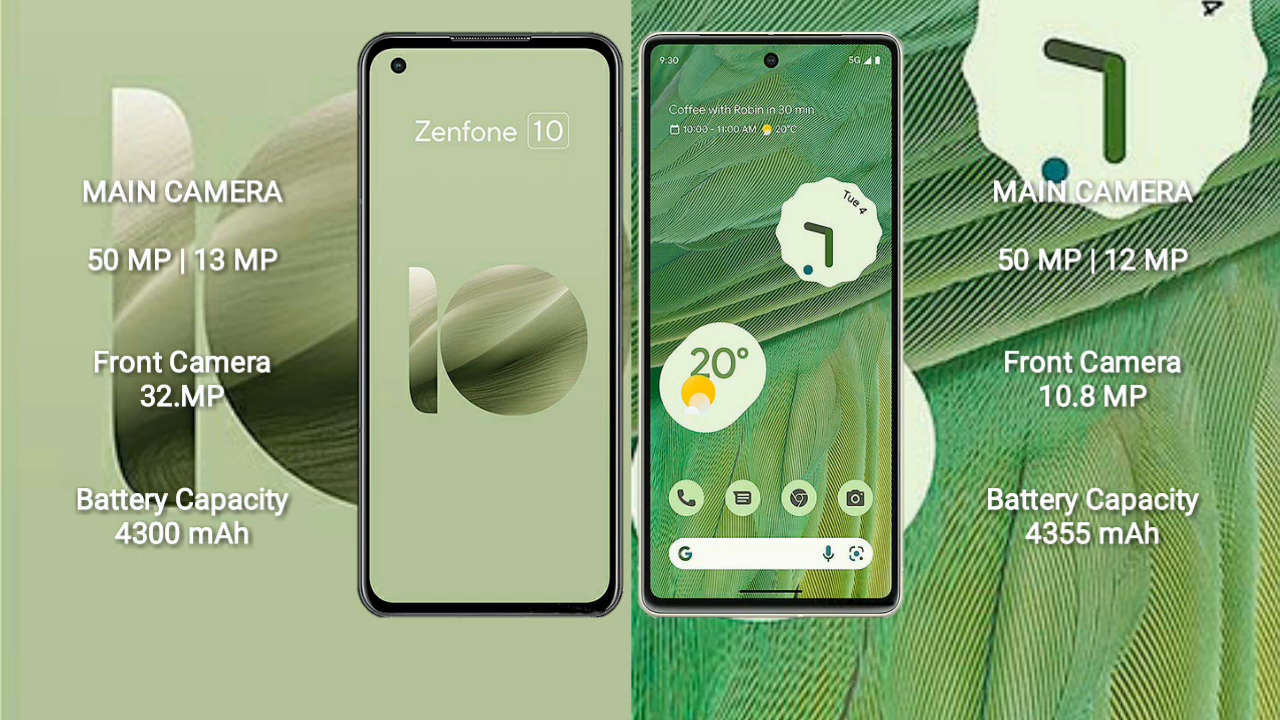 MAIN CAMERA
50 MP | 13 MP
Front Camera
32.MP
Battery Capacity
4300 mAh
Zenfone 10
10
9:30
5G
Coffee with Robin in 30 min
10:00 - 11:00 AM 20°C
Tue 4
20°
G
4
MAIN CAMERA
50 MP | 12 MP
Front Camera
10.8 MP
Battery Capacity
4355 mAh